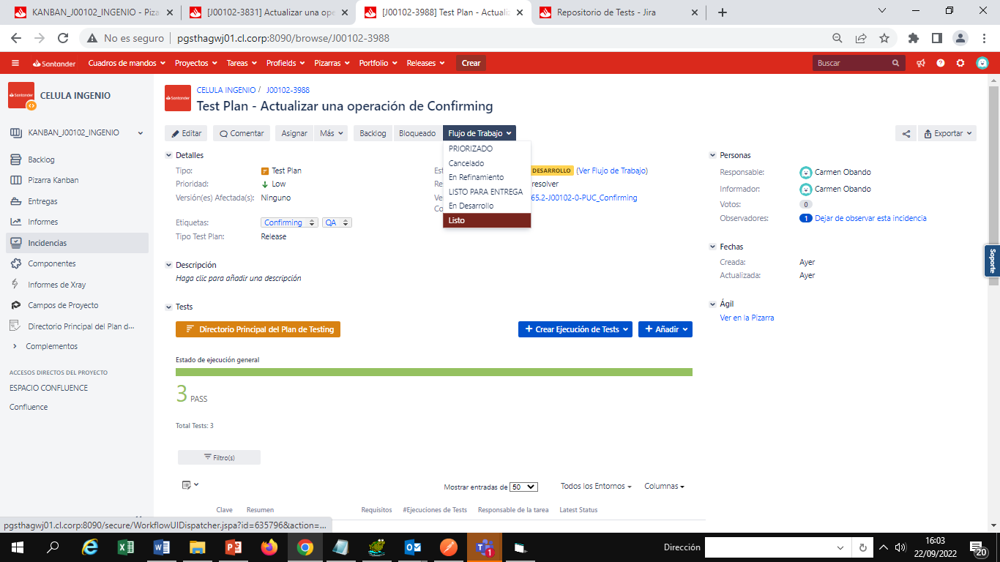 KANBAN_J00102_INGENIO - Piza
[J00102-3831] Actualizar una ope
[J00102-3988] Test Plan - Actualiz
Repositorio de Tests - Jira
No es seguro
pgsthagwj01.cl.corp:8090/browse/J00102-3988
Santander
Cuadros de mandos
Proyectos
Tareas
Profields
Pizarras
Portfolio
Releases
Crear
Buscar
CELULA INGENIO
KANBAN_J00102_INGENIO
Backlog
Pizarra Kanban
Entregas
Informes
Incidencias
Componentes
Informes de Xray
Campos de Proyecto
Directorio Principal del Plan d...
Complementos
ACCESOS DIRECTOS DEL PROYECTO
ESPACIO CONFLUENCE
Confluence
CELULA INGENIO / J00102-3988
Test Plan - Actualizar una operación de Confirming
Editar
Comentar
Asignar
Más
Backlog
Bloqueado
Flujo de Trabajo
PRIORIZADO
Cancelado
En Refinamiento
LISTO PARA ENTREGA
En Desarrollo
Listo
Detalles
Tipo: Test Plan
Prioridad: Low
Versión(es) Afectada(s): Ninguno
Etiquetas: Confirming QA
Tipo Test Plan: Release
Est
DESARROLLO (Ver Flujo de Trabajo)
Re
resolver
Ve
65.2-J00102-0-PUC_Confirming
Co
Descripción
Haga clic para añadir una descripción
Tests
Directorio Principal del Plan de Testing
+ Crear Ejecución de Tests
+ Añadir
Estado de ejecución general
3 PASS
Total Tests: 3
Filtro(s)
Mostrar entradas de 50
Todos los Entornos
Columnas
Clave
Resumen
Requisitos
#Ejecuciones de Tests
Responsable de la tarea
Latest Status
Exportar
Personas
Responsable: Carmen Obando
Informador: Carmen Obando
Votos: 0
Observadores: 1 Dejar de observar esta incidencia
Fechas
Creada: Ayer
Actualizada: Ayer
Ágil
Ver en la Pizarra
Soporte
pgsthagwj01.cl.corp:8090/secure/WorkflowUIDispatcher.jspa?id=635796&action=...
Dirección
16:03
22/09/2022
20
1